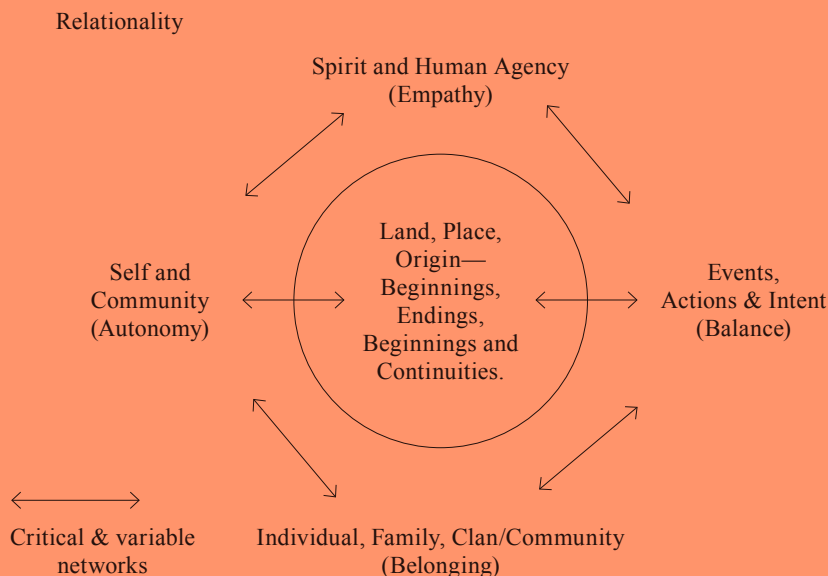 Relationality
Spirit and Human Agency
(Empathy)
Self and
Community
(Autonomy)
Land, Place,
Origin—
Beginnings,
Endings,
Beginnings and
Continuities.
Events,
Actions & Intent
(Balance)
Critical & variable
networks
Individual, Family, Clan/Community
(Belonging)